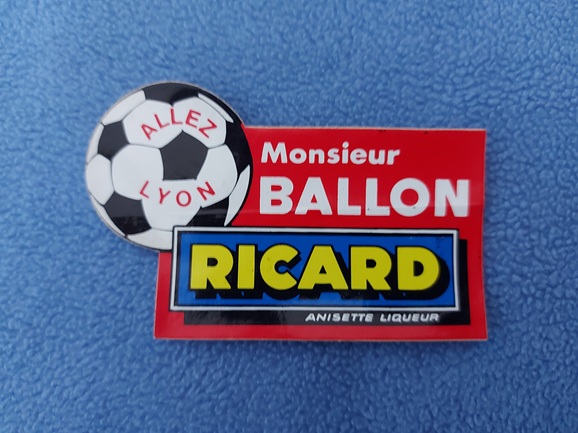 ALLEZ
LYON
Monsieur
BALLON
RICARD
ANISETTE LIQUEUR